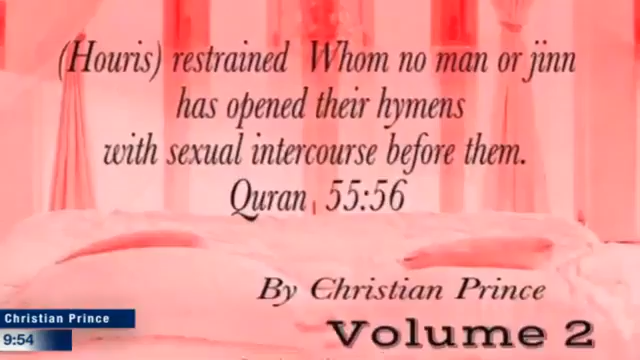 (Houris) restrained Whom no man or jinn
has opened their hymens
with sexual intercourse before them.
Quran 55:56
By Christian Prince
Volume 2
Christian Prince
9:54